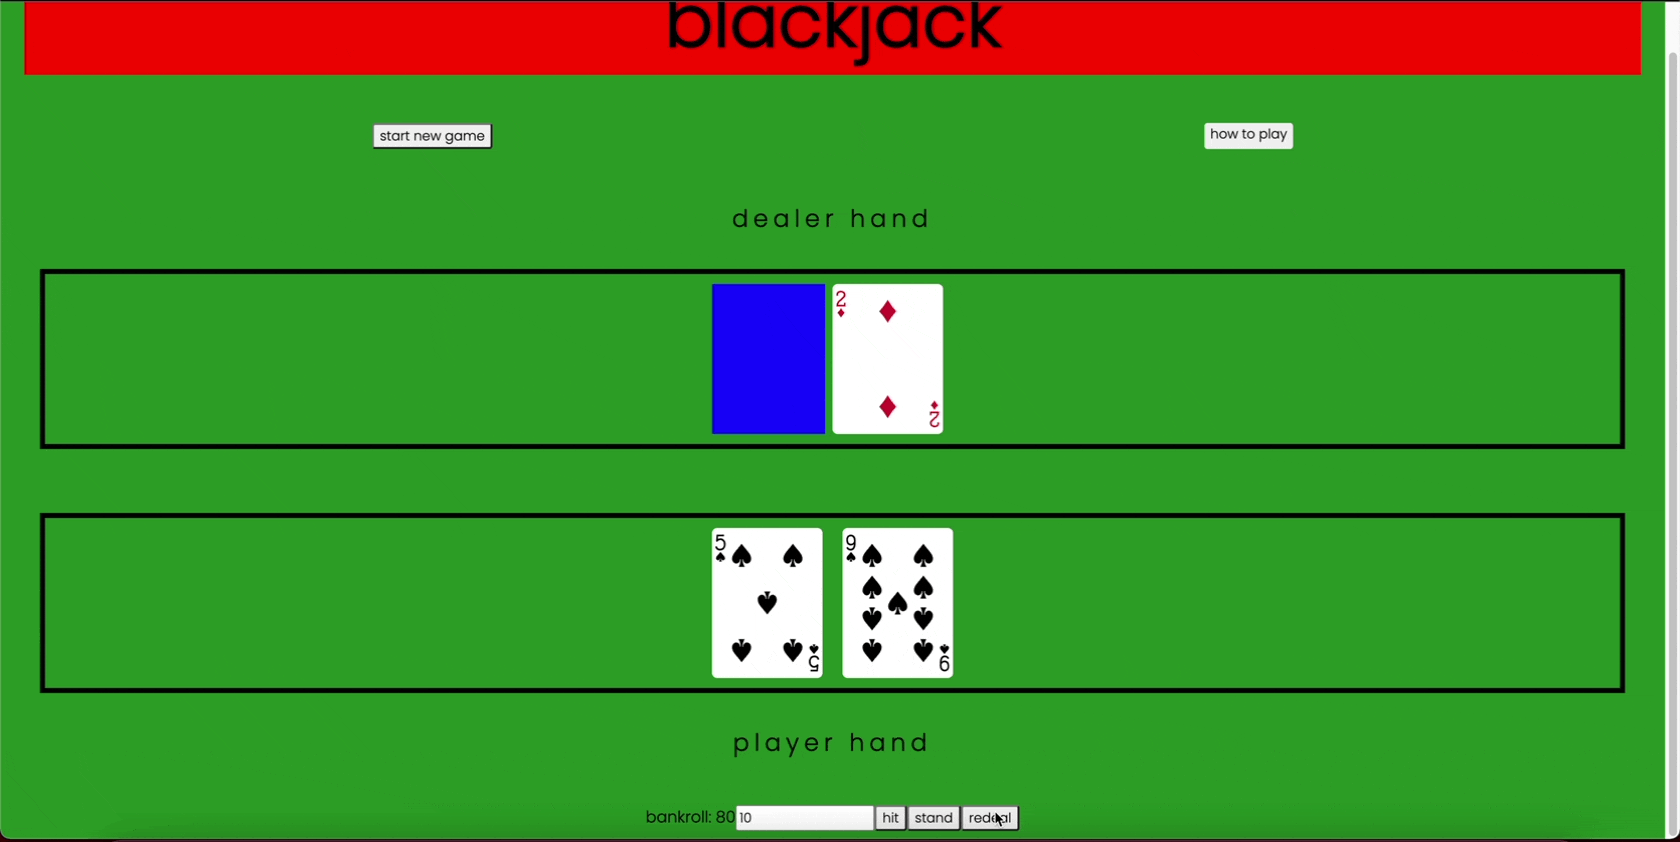 blackjack
start new game
how to play
dealer hand
2
2
5
9
5
9
player hand
bankroll: 80 10 hit stand redeal